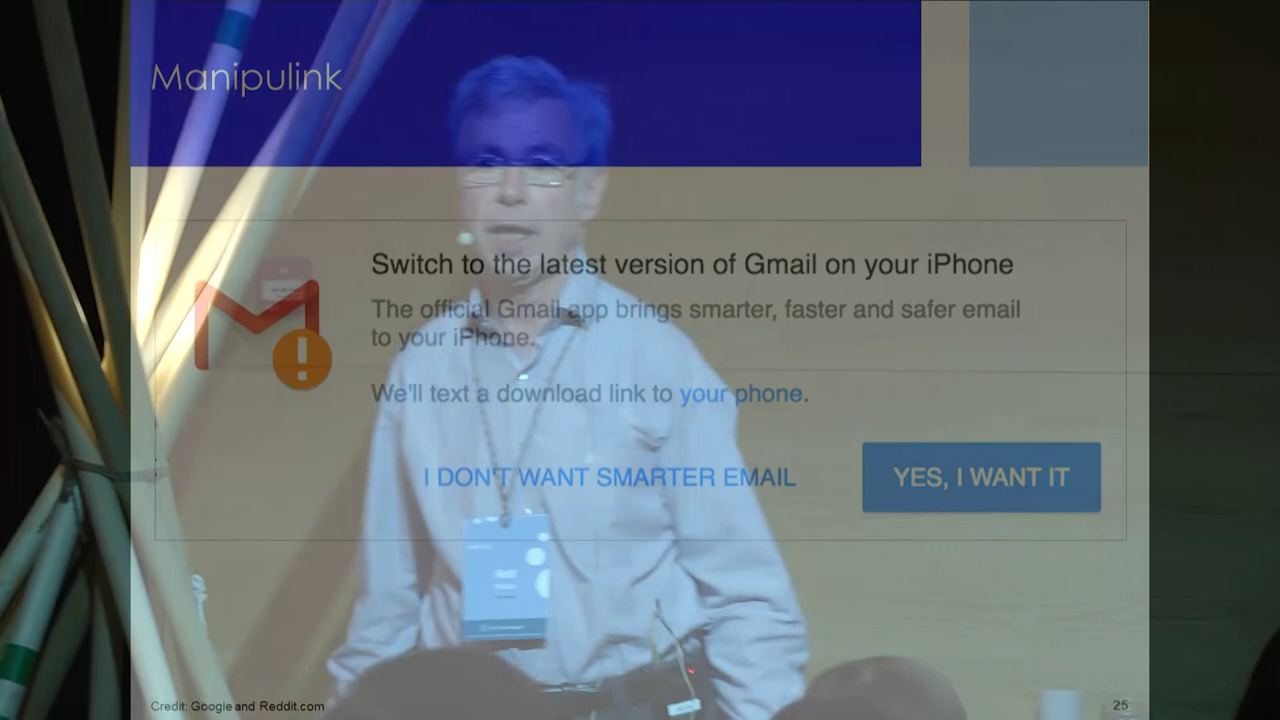 Manipulink
Switch to the latest version of Gmail on your iPhone
The official Gmail app brings smarter, faster and safer email
to your iPhone.
We'll text a download link to your phone.
I DON'T WANT SMARTER EMAIL
YES, I WANT IT
Credit: Google and Reddit.com
25